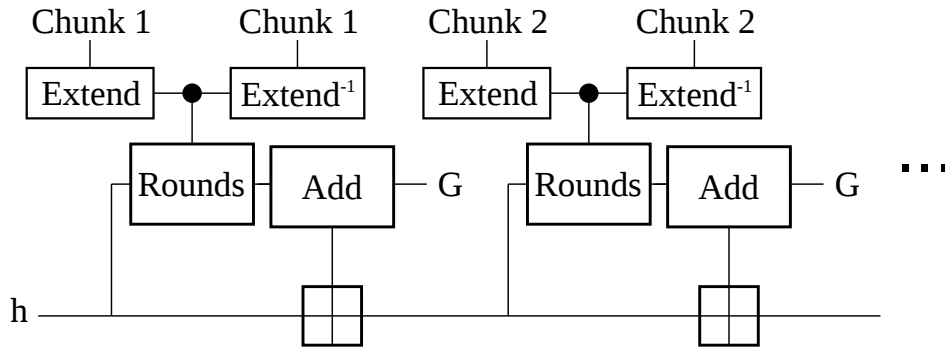 Chunk 1 Chunk 1 Chunk 2 Chunk 2
Extend Extend-1 Extend Extend-1
Rounds Add G Rounds Add G ...
h